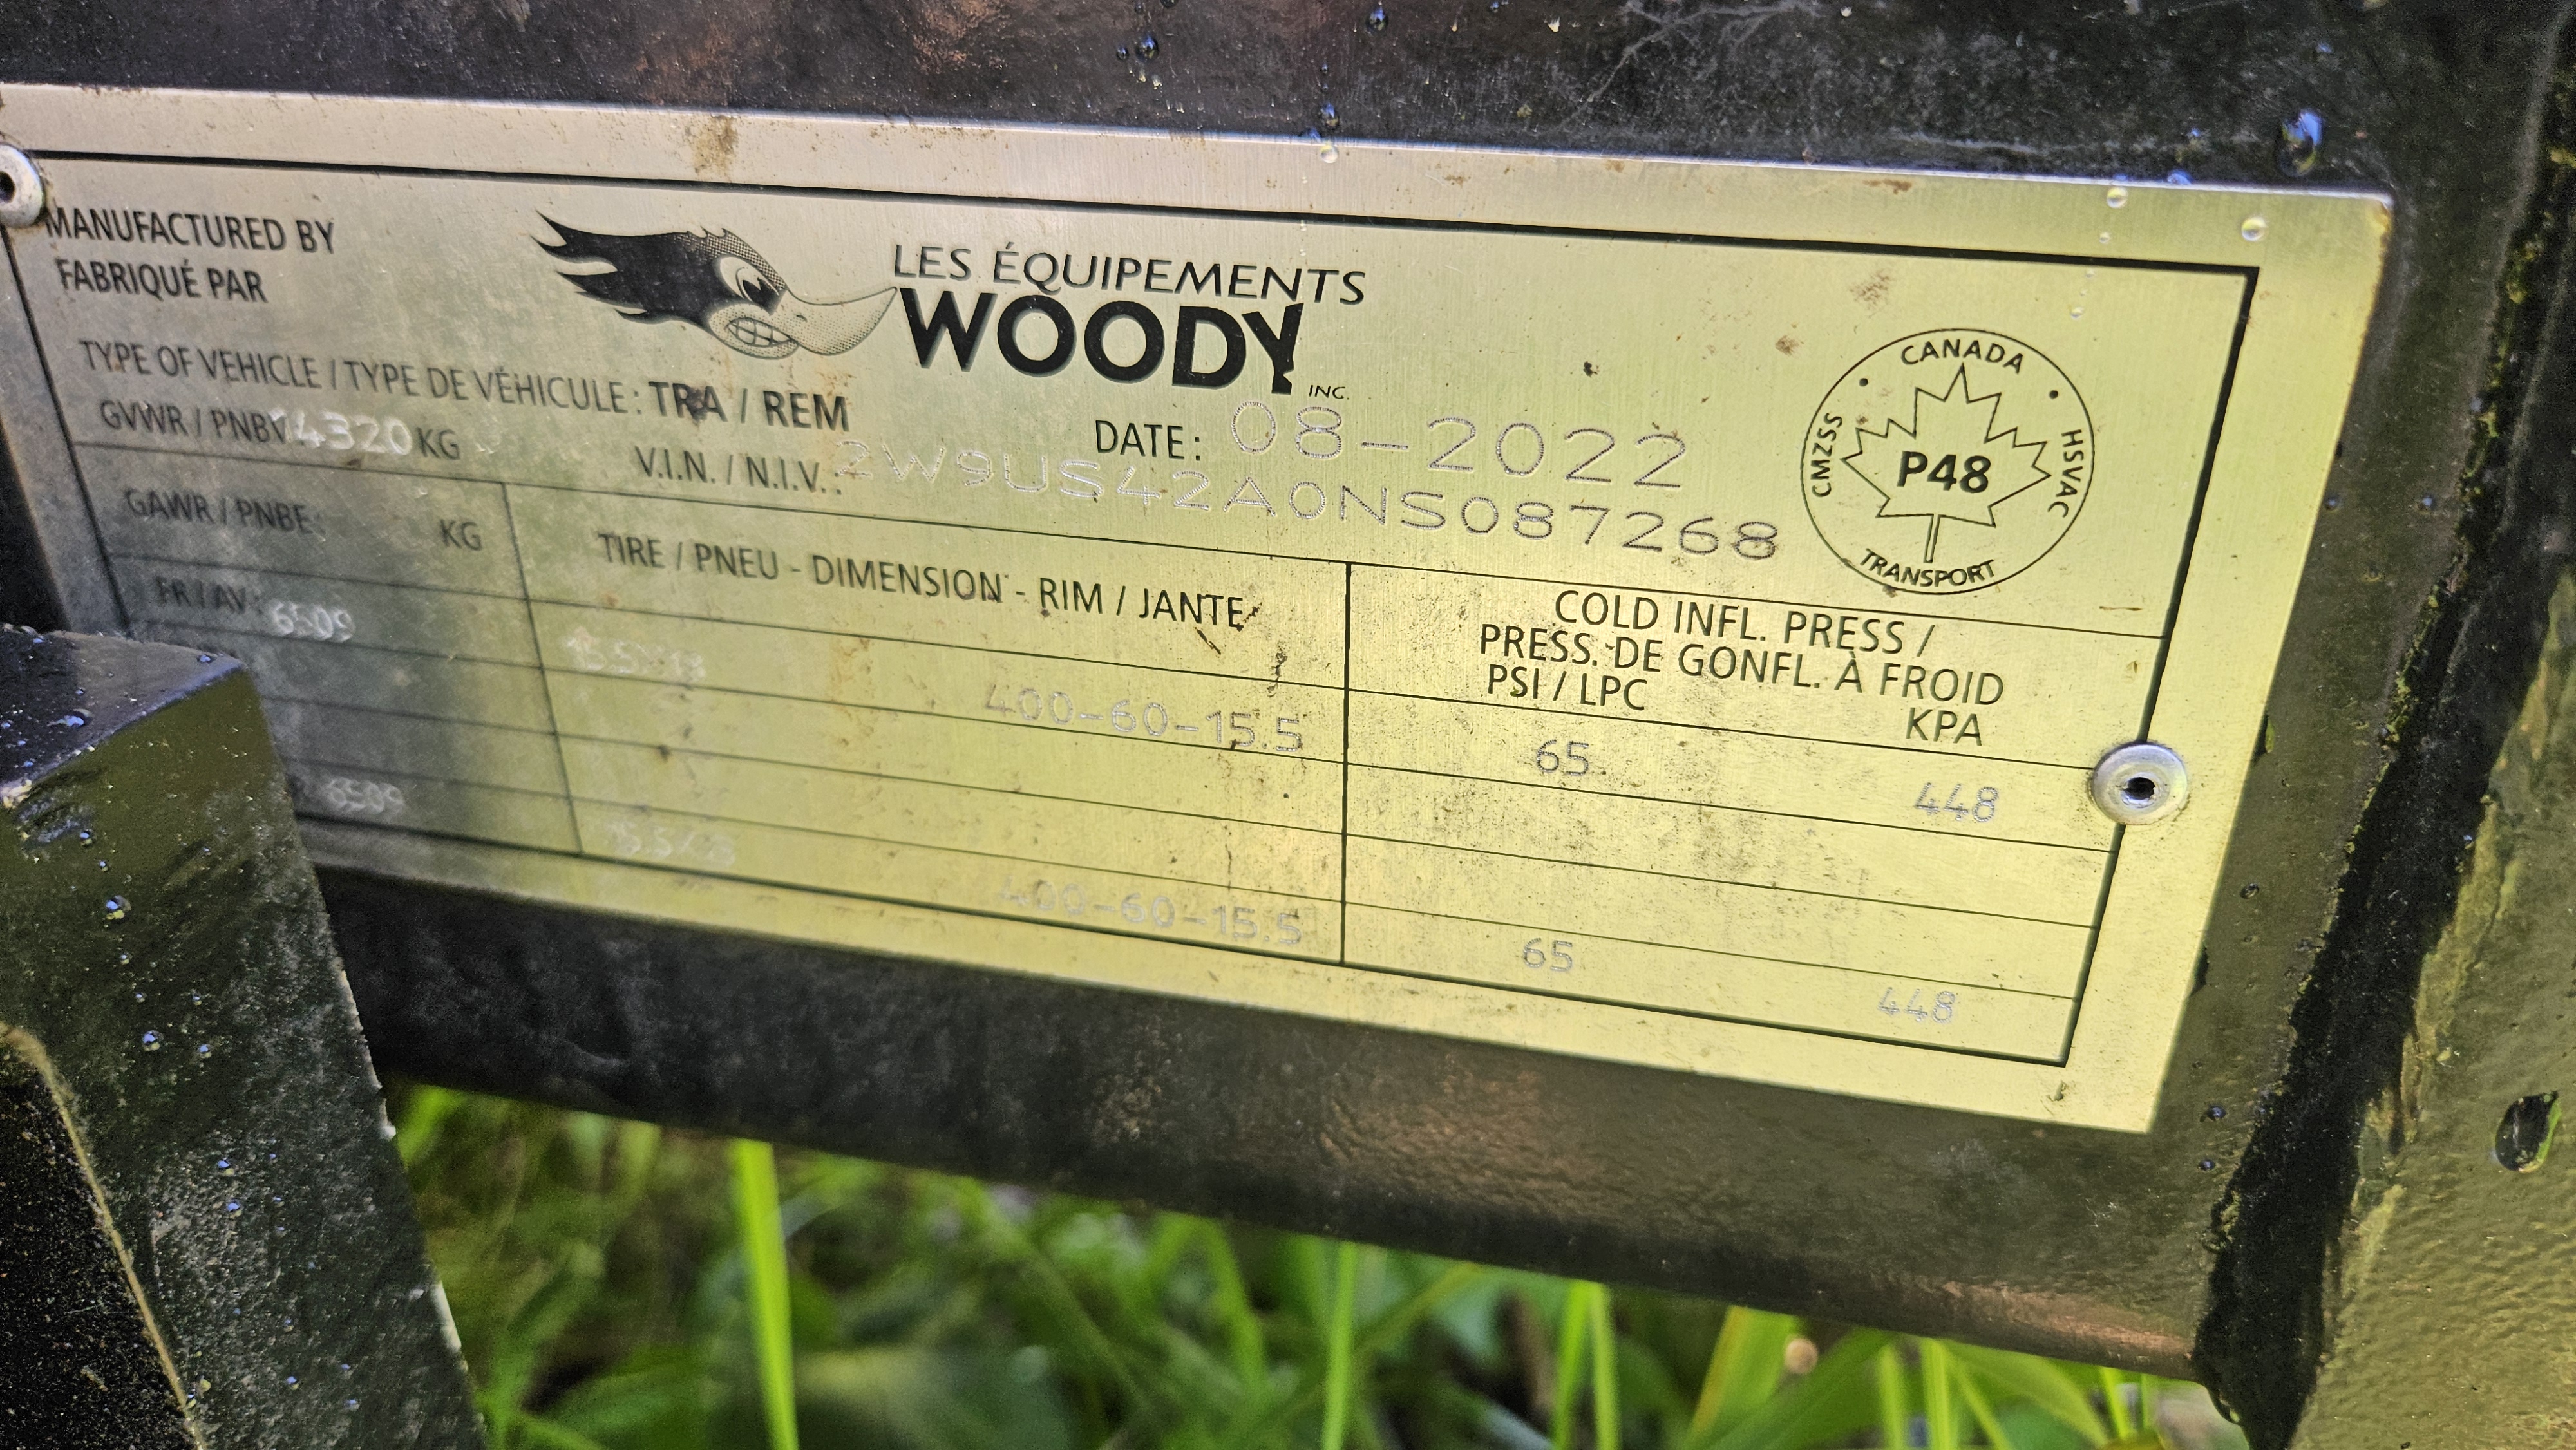 MANUFACTURED BY
FABRIQUÉ PAR
LES ÉQUIPEMENTS
WOODY
INC.
TYPE OF VEHICLE / TYPE DE VÉHICULE: TRA / REM
DATE: 08-2022
GVWR / PNBV 14320 KG
V.I.N. / N.I.V.: 2W9US42A0NS087268
CANADA
CMZSS
HSVAC
P48
TRANSPORT
GAWR / PNBE: KG
TIRE / PNEU - DIMENSION - RIM / JANTE
COLD INFL. PRESS /
PRESS. DE GONFL. À FROID
PSI / LPC KPA
FR / AV: 6509 400-60-15.5 65 448
6509 400-60-15.5 65 448